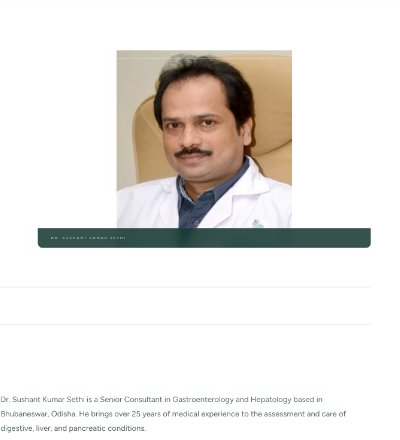 DR. SUSHANT KUMAR SETHI
Dr. Sushant Kumar Sethi is a Senior Consultant in Gastroenterology and Hepatology based in
Bhubaneswar, Odisha. He brings over 25 years of medical experience to the assessment and care of
digestive, liver, and pancreatic conditions.